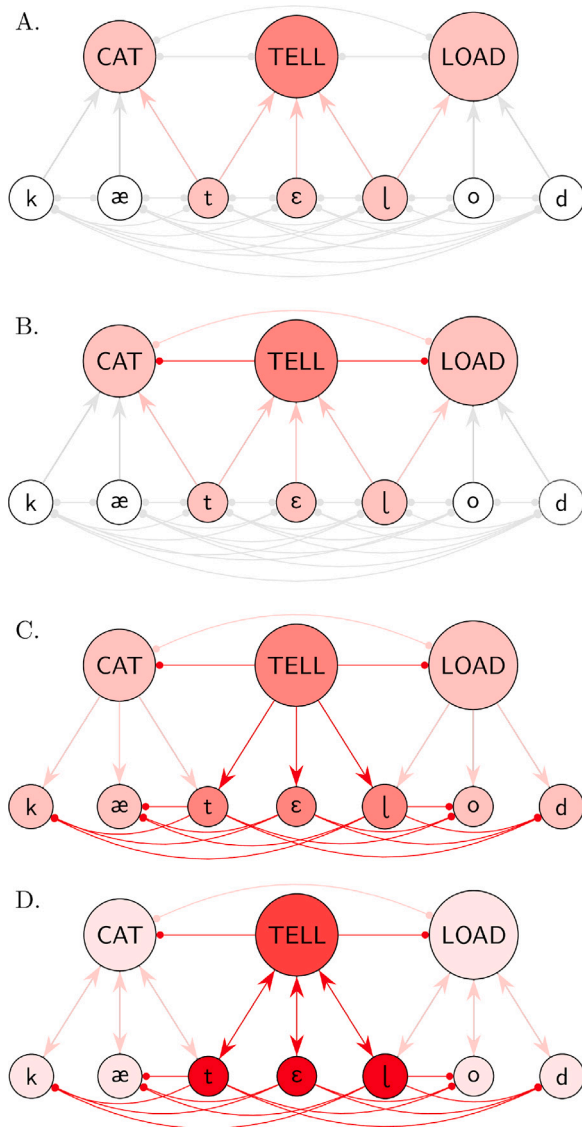 A.
CAT TELL LOAD
k æ t ɛ ɭ o d
B.
CAT TELL LOAD
k æ t ɛ ɭ o d
C.
CAT TELL LOAD
k æ t ɛ ɭ o d
D.
CAT TELL LOAD
k æ t ɛ ɭ o d